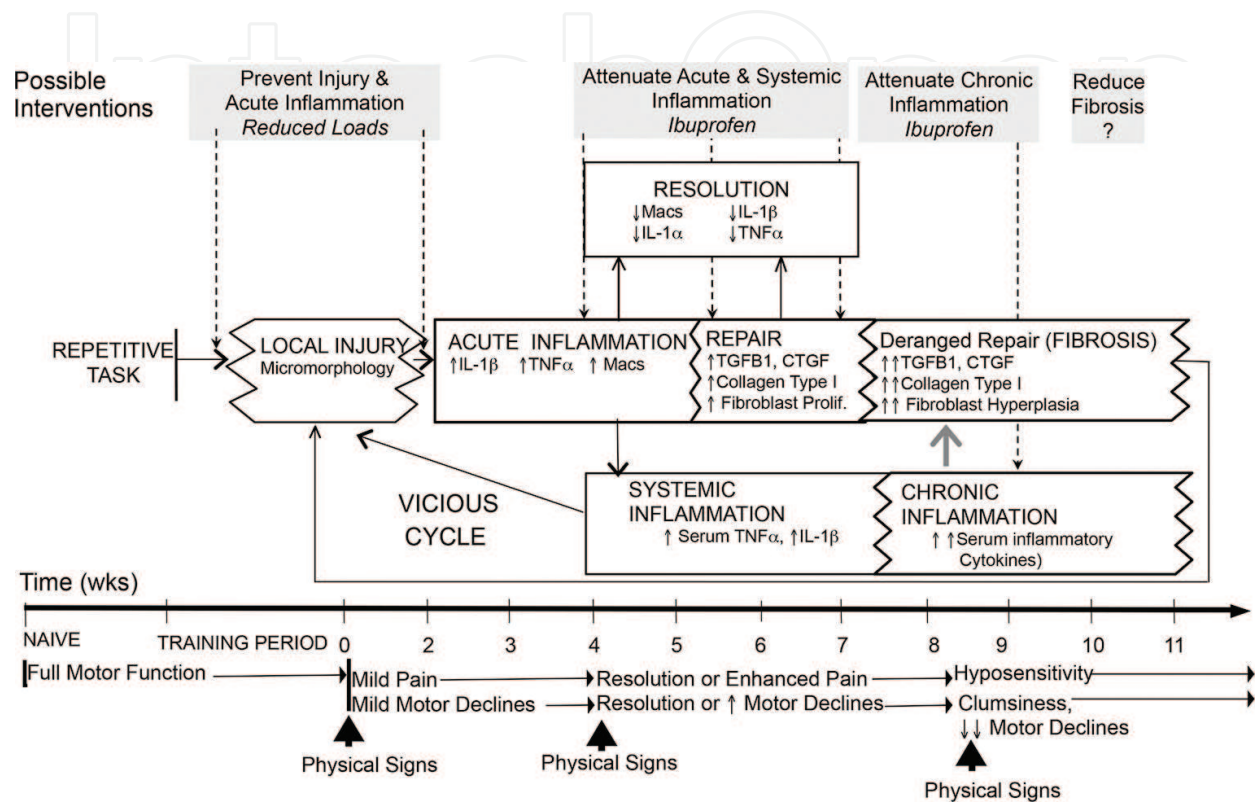 IntechOpen
Possible
Interventions
Prevent Injury &
Acute Inflammation
Reduced Loads
Attenuate Acute & Systemic
Inflammation
Ibuprofen
Attenuate Chronic
Inflammation
Ibuprofen
Reduce
Fibrosis
?
RESOLUTION
↓Macs ↓IL-1β
↓IL-1α ↓TNFα
REPETITIVE
TASK
LOCAL INJURY
Micromorphology
ACUTE INFLAMMATION
↑IL-1β ↑TNFα ↑ Macs
REPAIR
↑TGFB1, CTGF
↑Collagen Type I
↑ Fibroblast Prolif.
Deranged Repair (FIBROSIS)
↑↑TGFB1, CTGF
↑↑Collagen Type I
↑↑ Fibroblast Hyperplasia
VICIOUS
CYCLE
SYSTEMIC
INFLAMMATION
↑ Serum TNFα, ↑IL-1β
CHRONIC
INFLAMMATION
↑ ↑Serum inflammatory
Cytokines)
Time (wks)
NAIVE TRAINING PERIOD 0 2 3 4 5 6 7 8 9 10 11
Full Motor Function
Mild Pain
Mild Motor Declines
Resolution or Enhanced Pain
Resolution or ↑ Motor Declines
Hyposensitivity
Clumsiness,
↓↓ Motor Declines
Physical Signs
Physical Signs
Physical Signs